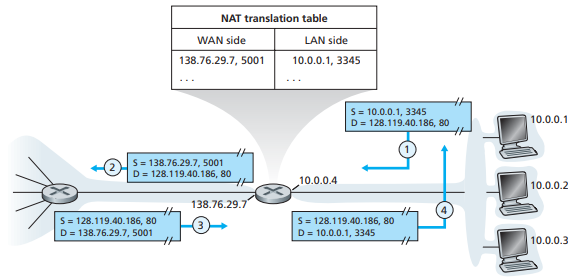 NAT translation table
WAN side LAN side
138.76.29.7, 5001 10.0.0.1, 3345
. . . . . .
S = 10.0.0.1, 3345
D = 128.119.40.186, 80
1
10.0.0.1
S = 138.76.29.7, 5001
D = 128.119.40.186, 80
2
10.0.0.4
10.0.0.2
138.76.29.7
S = 128.119.40.186, 80
D = 138.76.29.7, 5001
3
S = 128.119.40.186, 80
D = 10.0.0.1, 3345
4
10.0.0.3